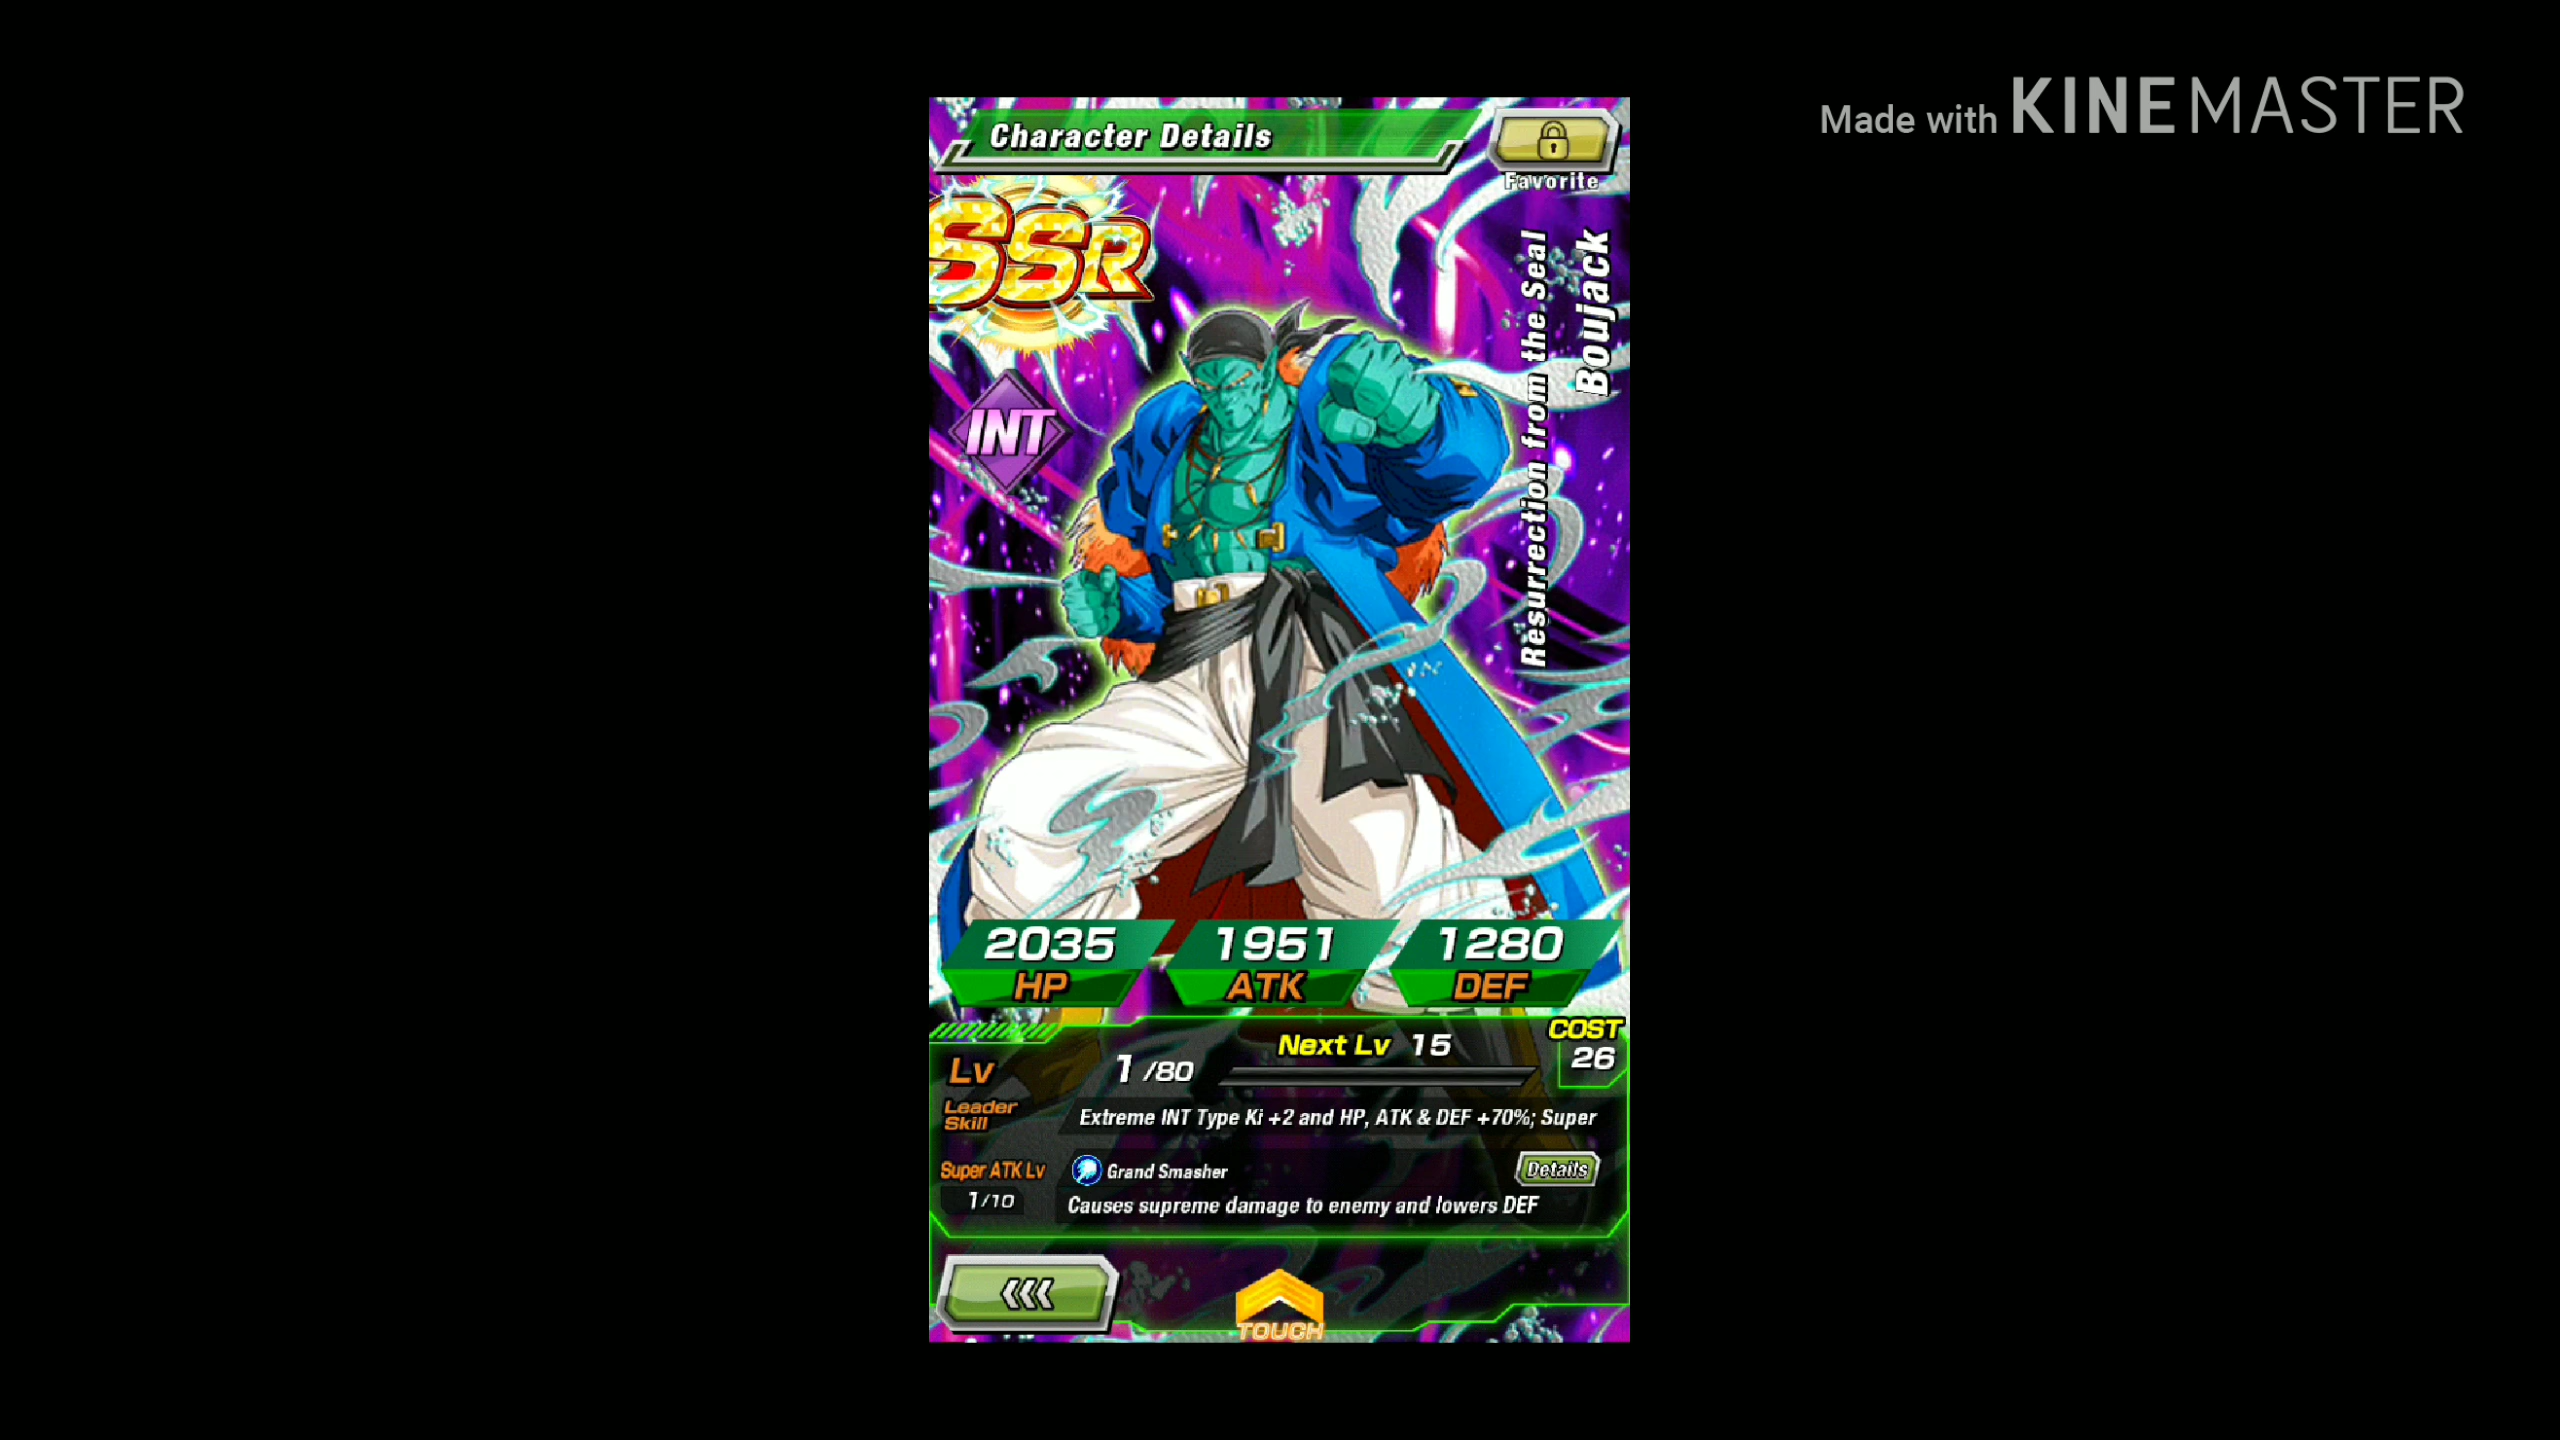 Made with KINEMASTER
Character Details
Favorite
SSR
INT
Resurrection from the Seal
Boujack
2035
HP
1951
ATK
1280
DEF
Lv
1 /80
Next Lv 15
COST
26
Leader
Skill
Extreme INT Type Ki +2 and HP, ATK & DEF +70%; Super
Super ATK Lv
1/10
Grand Smasher
Details
Causes supreme damage to enemy and lowers DEF
TOUCH